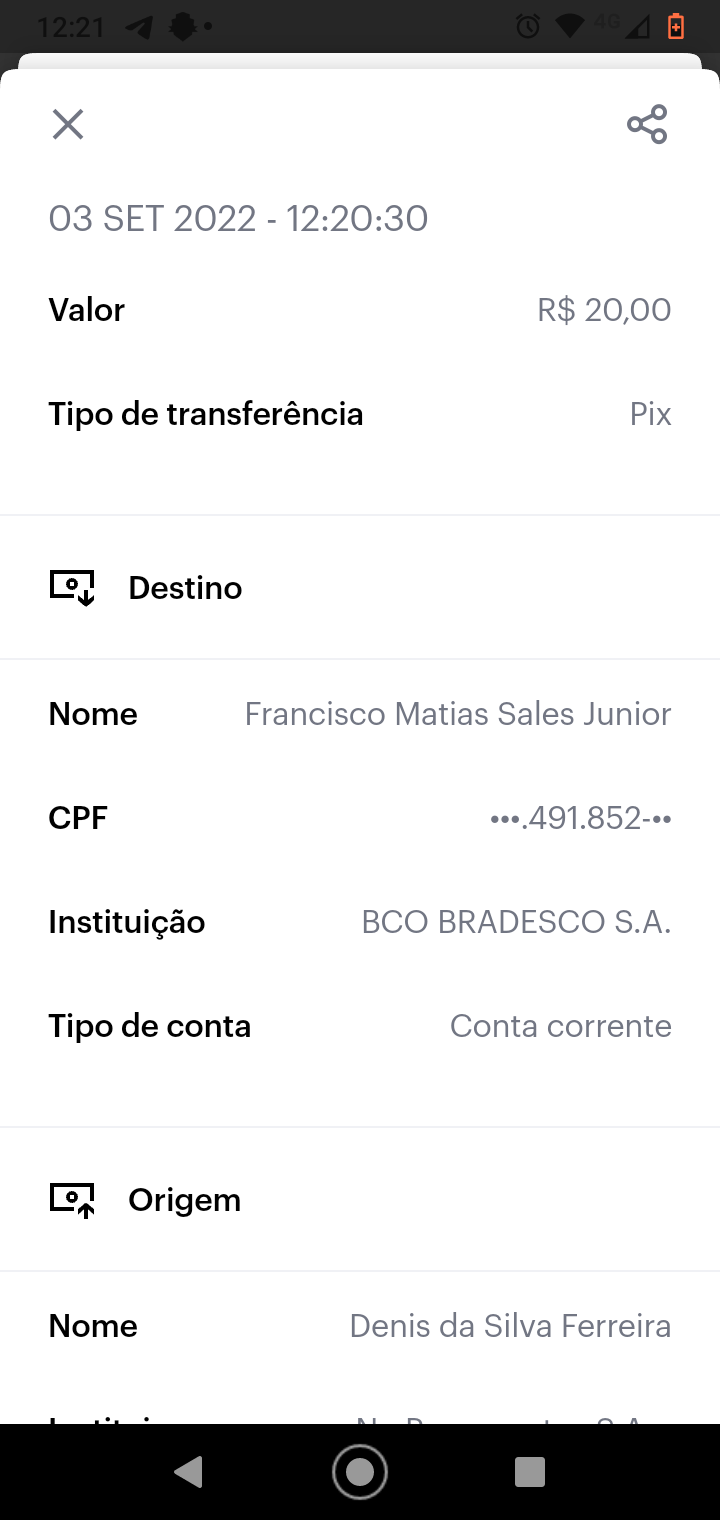 12:21
4G
03 SET 2022 - 12:20:30
Valor R$ 20,00
Tipo de transferência Pix
Destino
Nome Francisco Matias Sales Junior
CPF •••.491.852-••
Instituição BCO BRADESCO S.A.
Tipo de conta Conta corrente
Origem
Nome Denis da Silva Ferreira